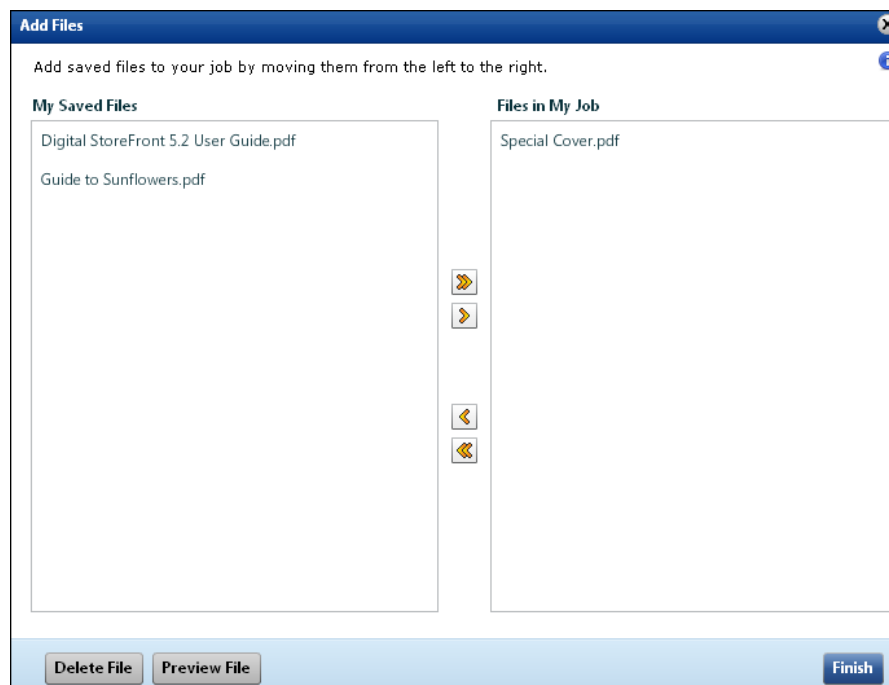 Add Files
Add saved files to your job by moving them from the left to the right.
My Saved Files
Digital StoreFront 5.2 User Guide.pdf
Guide to Sunflowers.pdf
Files in My Job
Special Cover.pdf
Delete File
Preview File
Finish